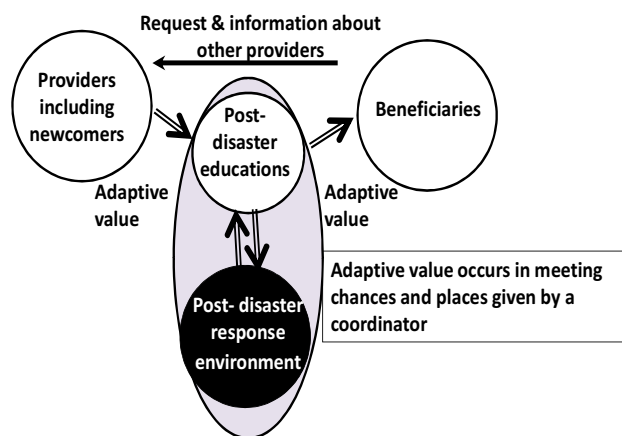 Request & information about
other providers
Providers
including
newcomers
Post-
disaster
educations
Beneficiaries
Adaptive
value
Adaptive
value
Adaptive value occurs in meeting
chances and places given by a
coordinator
Post- disaster
response
environment